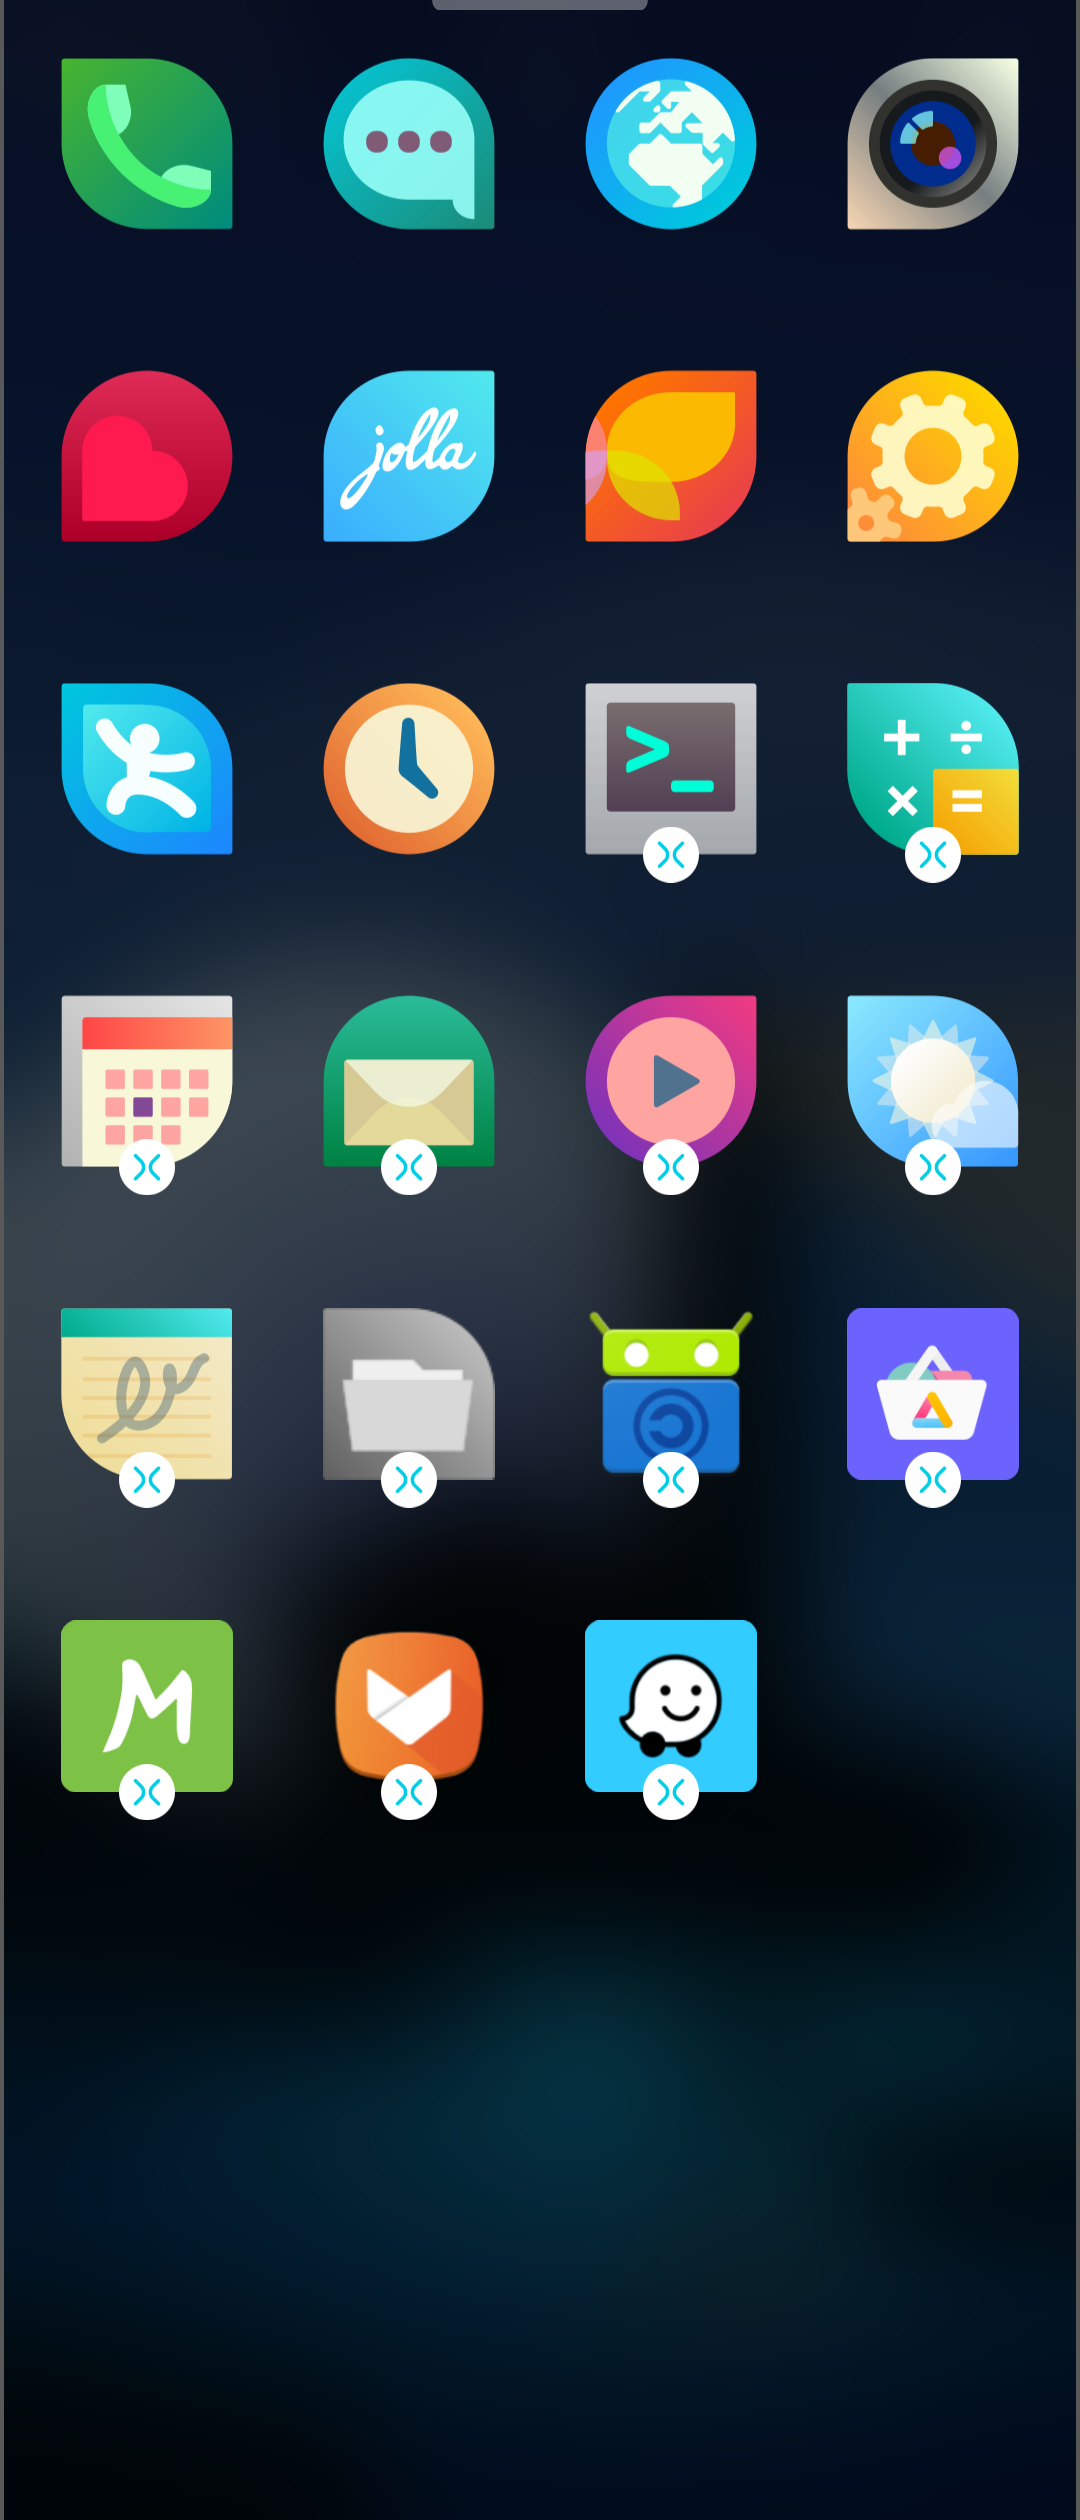 jolla
>_
+ ÷
× =
M